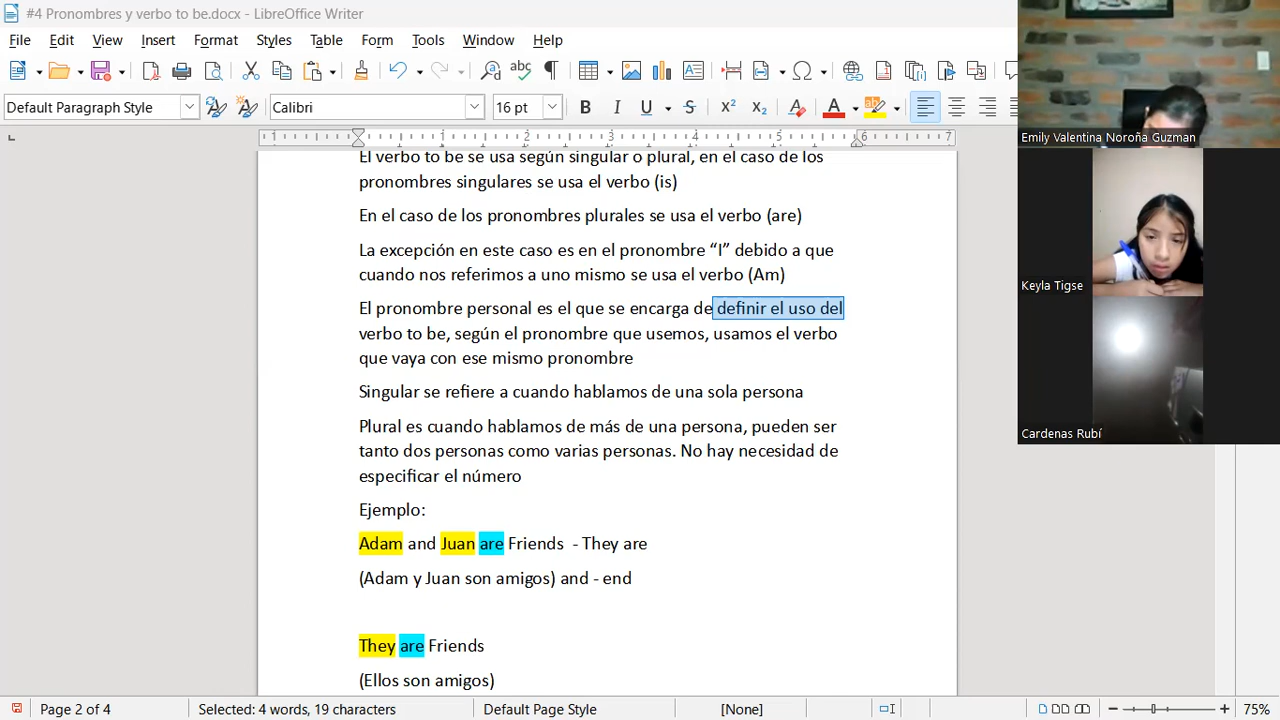 #4 Pronombres y verbo to be.docx - LibreOffice Writer
File Edit View Insert Format Styles Table Form Tools Window Help
Default Paragraph Style Calibri 16 pt
1 1 2 3 4 5 6 7
El verbo to be se usa según singular o plural, en el caso de los
pronombres singulares se usa el verbo (is)
En el caso de los pronombres plurales se usa el verbo (are)
La excepción en este caso es en el pronombre “I” debido a que
cuando nos referimos a uno mismo se usa el verbo (Am)
El pronombre personal es el que se encarga de definir el uso del
verbo to be, según el pronombre que usemos, usamos el verbo
que vaya con ese mismo pronombre
Singular se refiere a cuando hablamos de una sola persona
Plural es cuando hablamos de más de una persona, pueden ser
tanto dos personas como varias personas. No hay necesidad de
especificar el número
Ejemplo:
Adam and Juan are Friends - They are
(Adam y Juan son amigos) and - end
They are Friends
(Ellos son amigos)
Emily Valentina Noroña Guzman
Keyla Tigse
Cardenas Rubí
Page 2 of 4 Selected: 4 words, 19 characters Default Page Style [None] 75%